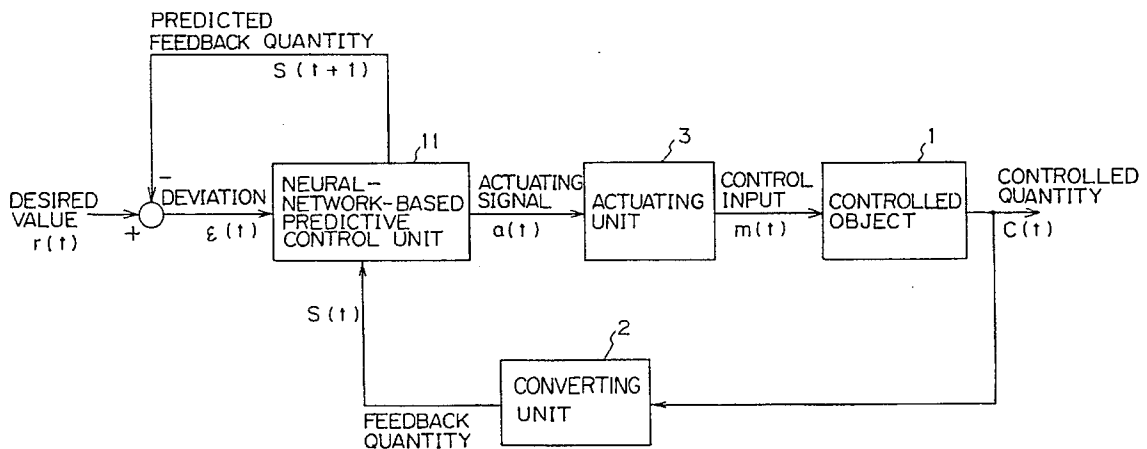 PREDICTED
FEEDBACK QUANTITY
S(t+1)
11
3
1
−
DESIRED
VALUE
r(t)
+
DEVIATION
ε(t)
NEURAL-
NETWORK-BASED
PREDICTIVE
CONTROL UNIT
ACTUATING
SIGNAL
a(t)
ACTUATING
UNIT
CONTROL
INPUT
m(t)
CONTROLLED
OBJECT
CONTROLLED
QUANTITY
C(t)
S(t)
2
CONVERTING
UNIT
FEEDBACK
QUANTITY